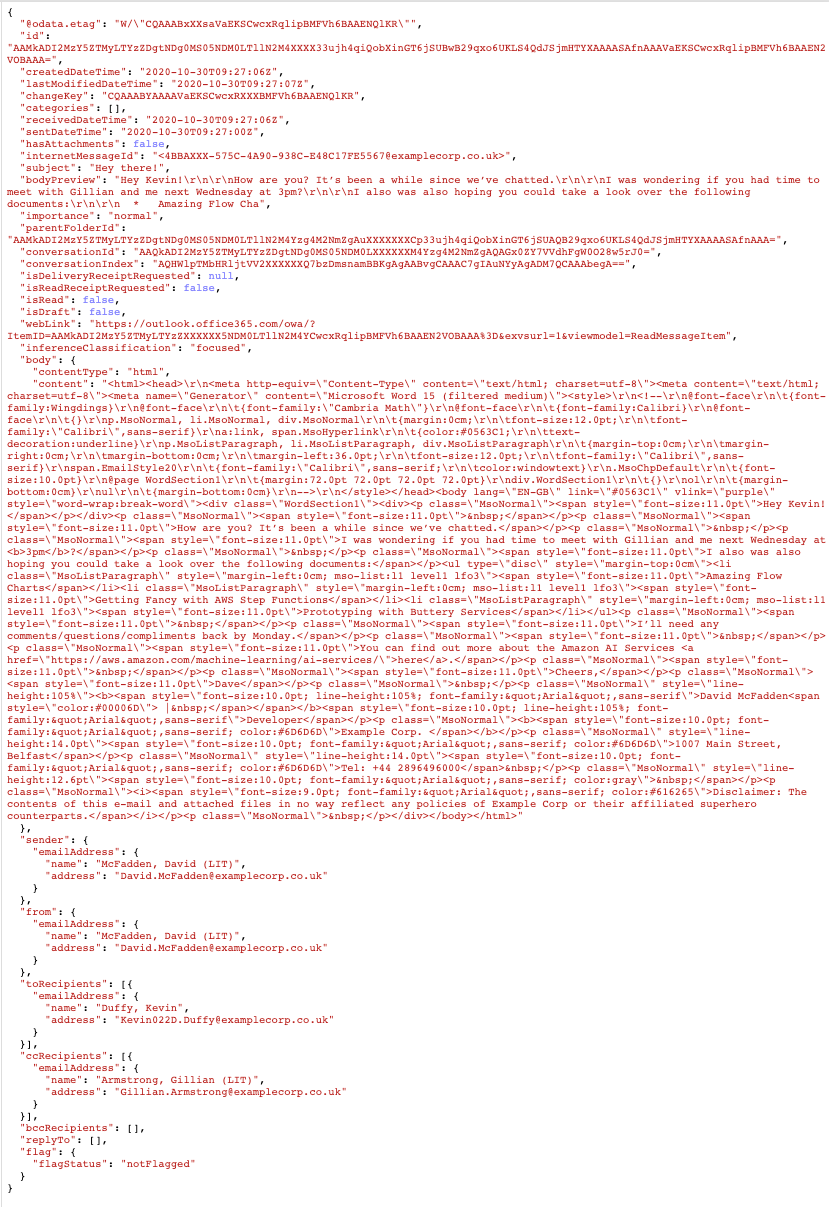 {
"@odata.etag": "W/\"CQAAABxXXsaVaEKSCwcxRqlipBMFVh6BAAENQlKR\"",
"id":
"AAMkADI2MzY5ZTMyLTYzZDgtNDg0MS05NDM0LTllN2M4XXXX33ujh4qiQobXinGT6jSUBwB29qxo6UKLS4QdJSjmHTYXAAAASAfnAAAVaEKSCwcxRqlipBMFVh6BAAEN2
VOBAAA=",
"createdDateTime": "2020-10-30T09:27:06Z",
"lastModifiedDateTime": "2020-10-30T09:27:07Z",
"changeKey": "CQAAABYAAAAVaEKSCwcxRXXXBMFVh6BAAENQlKR",
"categories": [],
"receivedDateTime": "2020-10-30T09:27:06Z",
"sentDateTime": "2020-10-30T09:27:00Z",
"hasAttachments": false,
"internetMessageId": "<4BBAXXX-575C-4A90-938C-E48C17FE5567@examplecorp.co.uk>",
"subject": "Hey there!",
"bodyPreview": "Hey Kevin!\r\n\r\nHow are you? It’s been a while since we’ve chatted.\r\n\r\nI was wondering if you had time to
meet with Gillian and me next Wednesday at 3pm?\r\n\r\nI also was also hoping you could take a look over the following
documents:\r\n\r\n * Amazing Flow Cha",
"importance": "normal",
"parentFolderId":
"AAMkADI2MzY5ZTMyLTYzZDgtNDg0MS05NDM0LTllN2M4Yzg4M2NmZgAuXXXXXXXCp33ujh4qiQobXinGT6jSUAQB29qxo6UKLS4QdJSjmHTYXAAAASAfnAAA=",
"conversationId": "AAQkADI2MzY5ZTMyLTYzZDgtNDg0MS05NDM0LXXXXXXM4Yzg4M2NmZgAQAGx0ZY7VVdhFgW0O28w5rJ0=",
"conversationIndex": "AQHWlpTMbHRljtVV2XXXXXXQ7bzDmsnamBBKgAgAABvgCAAAC7gIAuNYyAgADM7QCAAAbegA==",
"isDeliveryReceiptRequested": null,
"isReadReceiptRequested": false,
"isRead": false,
"isDraft": false,
"webLink": "https://outlook.office365.com/owa/?
ItemID=AAMkADI2MzY5ZTMyLTYzZXXXXXX5NDM0LTllN2M4YCwcxRqlipBMFVh6BAAEN2VOBAAA%3D&exvsurl=1&viewmodel=ReadMessageItem",
"inferenceClassification": "focused",
"body": {
"contentType": "html",
"content": "<html><head>\r\n<meta http-equiv=\"Content-Type\" content=\"text/html; charset=utf-8\"><meta content=\"text/html;
charset=utf-8\"><meta name=\"Generator\" content=\"Microsoft Word 15 (filtered medium)\"><style>\r\n<!--\r\n@font-face\r\n\t{font-
family:Wingdings}\r\n@font-face\r\n\t{font-family:\"Cambria Math\"}\r\n@font-face\r\n\t{font-family:Calibri}\r\n@font-
face\r\n\t{}\r\np.MsoNormal, li.MsoNormal, div.MsoNormal\r\n\t{margin:0cm;\r\n\tfont-size:12.0pt;\r\n\tfont-
family:\"Calibri\",sans-serif}\r\na:link, span.MsoHyperlink\r\n\t{color:#0563C1;\r\n\ttext-
decoration:underline}\r\np.MsoListParagraph, li.MsoListParagraph, div.MsoListParagraph\r\n\t{margin-top:0cm;\r\n\tmargin-
right:0cm;\r\n\tmargin-bottom:0cm;\r\n\tmargin-left:36.0pt;\r\n\tfont-size:12.0pt;\r\n\tfont-family:\"Calibri\",sans-
serif}\r\nspan.EmailStyle20\r\n\t{font-family:\"Calibri\",sans-serif;\r\n\tcolor:windowtext}\r\n.MsoChpDefault\r\n\t{font-
size:10.0pt}\r\n@page WordSection1\r\n\t{margin:72.0pt 72.0pt 72.0pt 72.0pt}\r\ndiv.WordSection1\r\n\t{}\r\nol\r\n\t{margin-
bottom:0cm}\r\nul\r\n\t{margin-bottom:0cm}\r\n-->\r\n</style></head><body lang=\"EN-GB\" link=\"#0563C1\" vlink=\"purple\"
style=\"word-wrap:break-word\"><div class=\"WordSection1\"><div><p class=\"MsoNormal\"><span style=\"font-size:11.0pt\">Hey Kevin!
</span></p></div><p class=\"MsoNormal\"><span style=\"font-size:11.0pt\">&nbsp;</span></p><p class=\"MsoNormal\"><span
style=\"font-size:11.0pt\">How are you? It’s been a while since we’ve chatted.</span></p><p class=\"MsoNormal\">&nbsp;</p><p
class=\"MsoNormal\"><span style=\"font-size:11.0pt\">I was wondering if you had time to meet with Gillian and me next Wednesday at
<b>3pm</b>?</span></p><p class=\"MsoNormal\">&nbsp;</p><p class=\"MsoNormal\"><span style=\"font-size:11.0pt\">I also was also
hoping you could take a look over the following documents:</span></p><ul type=\"disc\" style=\"margin-top:0cm\"><li
class=\"MsoListParagraph\" style=\"margin-left:0cm; mso-list:l1 level1 lfo3\"><span style=\"font-size:11.0pt\">Amazing Flow
Charts</span></li><li class=\"MsoListParagraph\" style=\"margin-left:0cm; mso-list:l1 level1 lfo3\"><span style=\"font-
size:11.0pt\">Getting Fancy with AWS Step Functions</span></li><li class=\"MsoListParagraph\" style=\"margin-left:0cm; mso-list:l1
level1 lfo3\"><span style=\"font-size:11.0pt\">Prototyping with Buttery Services</span></li></ul><p class=\"MsoNormal\"><span
style=\"font-size:11.0pt\">&nbsp;</span></p><p class=\"MsoNormal\"><span style=\"font-size:11.0pt\">I’ll need any
comments/questions/compliments back by Monday.</span></p><p class=\"MsoNormal\"><span style=\"font-size:11.0pt\">&nbsp;</span></p>
<p class=\"MsoNormal\"><span style=\"font-size:11.0pt\">You can find out more about the Amazon AI Services <a
href=\"https://aws.amazon.com/machine-learning/ai-services/\">here</a>.</span></p><p class=\"MsoNormal\"><span style=\"font-
size:11.0pt\">&nbsp;</span></p><p class=\"MsoNormal\"><span style=\"font-size:11.0pt\">Cheers,</span></p><p class=\"MsoNormal\">
<span style=\"font-size:11.0pt\">Dave</span></p><p class=\"MsoNormal\">&nbsp;</p><p class=\"MsoNormal\" style=\"line-
height:105%\"><b><span style=\"font-size:10.0pt; line-height:105%; font-family:&quot;Arial&quot;,sans-serif\">David McFadden<span
style=\"color:#00006D\"> |&nbsp;</span></span></b><span style=\"font-size:10.0pt; line-height:105%; font-
family:&quot;Arial&quot;,sans-serif\">Developer</span></p><p class=\"MsoNormal\"><b><span style=\"font-size:10.0pt; font-
family:&quot;Arial&quot;,sans-serif; color:#6D6D6D\">Example Corp. </span></b></p><p class=\"MsoNormal\" style=\"line-
height:14.0pt\"><span style=\"font-size:10.0pt; font-family:&quot;Arial&quot;,sans-serif; color:#6D6D6D\">1007 Main Street,
Belfast</span></p><p class=\"MsoNormal\" style=\"line-height:14.0pt\"><span style=\"font-size:10.0pt; font-
family:&quot;Arial&quot;,sans-serif; color:#6D6D6D\">Tel: +44 2896496000</span>&nbsp;</p><p class=\"MsoNormal\" style=\"line-
height:12.6pt\"><span style=\"font-size:10.0pt; font-family:&quot;Arial&quot;,sans-serif; color:gray\">&nbsp;</span></p><p
class=\"MsoNormal\"><i><span style=\"font-size:9.0pt; font-family:&quot;Arial&quot;,sans-serif; color:#616265\">Disclaimer: The
contents of this e-mail and attached files in no way reflect any policies of Example Corp or their affiliated superhero
counterparts.</span></i></p><p class=\"MsoNormal\">&nbsp;</p></div></body></html>"
},
"sender": {
"emailAddress": {
"name": "McFadden, David (LIT)",
"address": "David.McFadden@examplecorp.co.uk"
}
},
"from": {
"emailAddress": {
"name": "McFadden, David (LIT)",
"address": "David.McFadden@examplecorp.co.uk"
}
},
"toRecipients": [{
"emailAddress": {
"name": "Duffy, Kevin",
"address": "Kevin022D.Duffy@examplecorp.co.uk"
}
}],
"ccRecipients": [{
"emailAddress": {
"name": "Armstrong, Gillian (LIT)",
"address": "Gillian.Armstrong@examplecorp.co.uk"
}
}],
"bccRecipients": [],
"replyTo": [],
"flag": {
"flagStatus": "notFlagged"
}
}